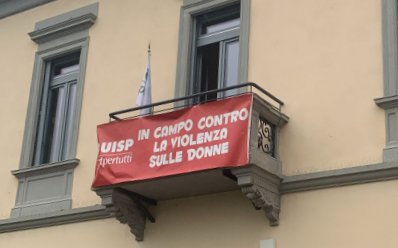 UISP
sportpertutti
IN CAMPO CONTRO
LA VIOLENZA
SULLE DONNE